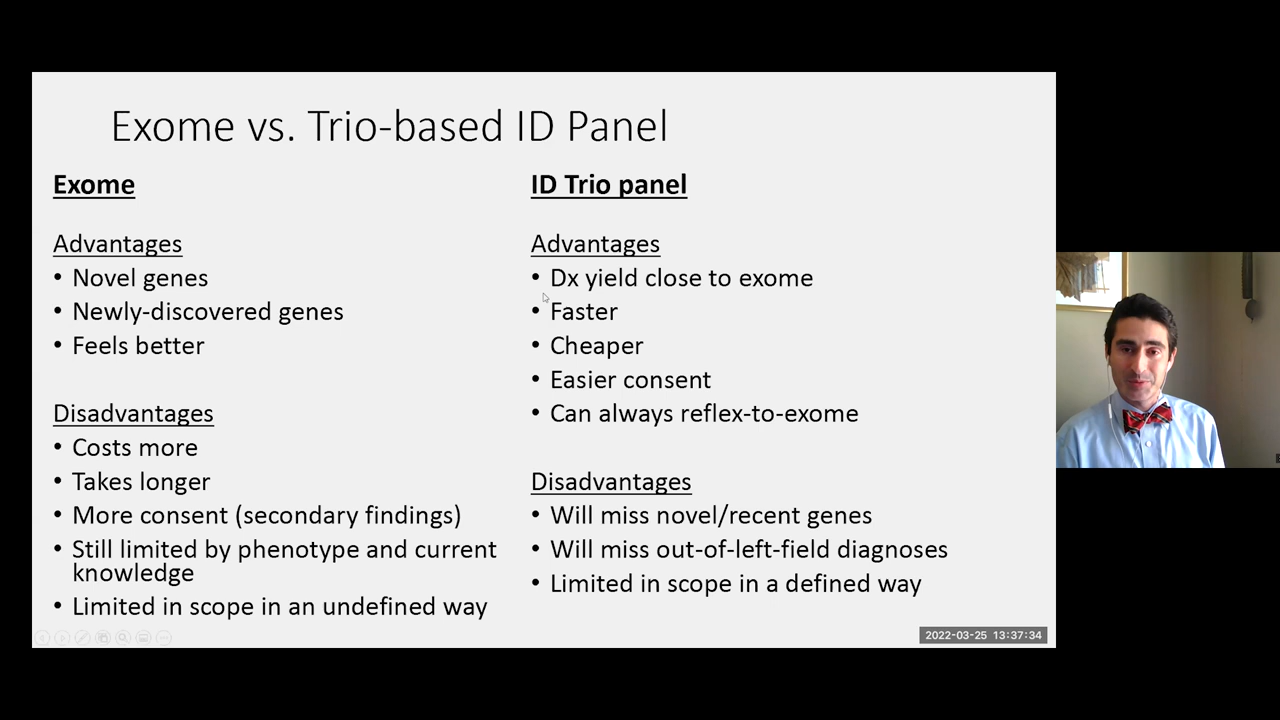 Exome vs. Trio-based ID Panel
Exome
Advantages
• Novel genes
• Newly-discovered genes
• Feels better
Disadvantages
• Costs more
• Takes longer
• More consent (secondary findings)
• Still limited by phenotype and current
knowledge
• Limited in scope in an undefined way
ID Trio panel
Advantages
• Dx yield close to exome
• Faster
• Cheaper
• Easier consent
• Can always reflex-to-exome
Disadvantages
• Will miss novel/recent genes
• Will miss out-of-left-field diagnoses
• Limited in scope in a defined way
2022-03-25 13:37:34